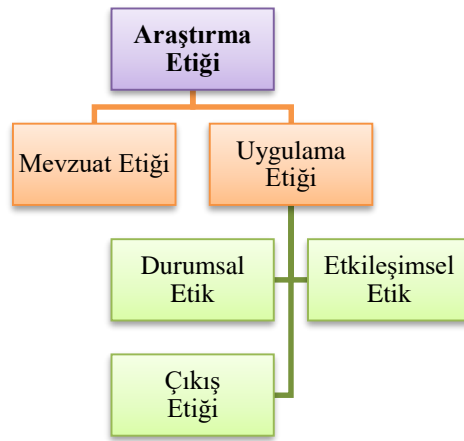 Araştırma
Etiği
Mevzuat Etiği
Uygulama
Etiği
Durumsal
Etik
Etkileşimsel
Etik
Çıkış
Etiği